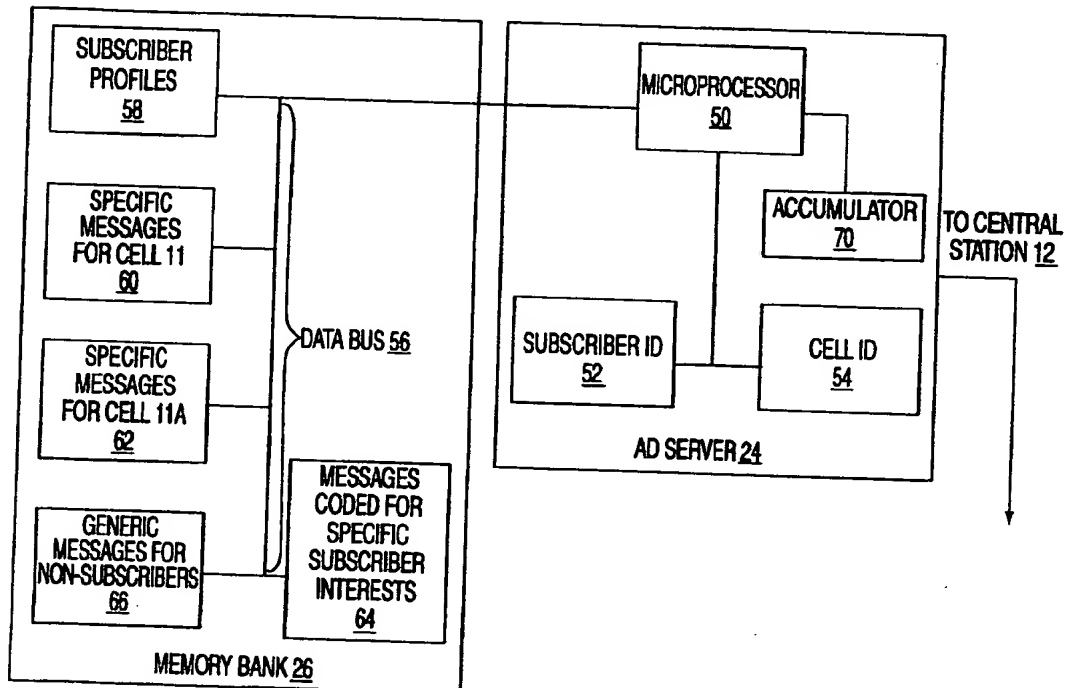 SUBSCRIBER
PROFILES
58
SPECIFIC
MESSAGES
FOR CELL 11
60
SPECIFIC
MESSAGES
FOR CELL 11A
62
GENERIC
MESSAGES FOR
NON-SUBSCRIBERS
66
DATA BUS 56
MESSAGES
CODED FOR
SPECIFIC
SUBSCRIBER
INTERESTS
64
MEMORY BANK 26
MICROPROCESSOR
50
ACCUMULATOR
70
SUBSCRIBER ID
52
CELL ID
54
AD SERVER 24
TO CENTRAL
STATION 12